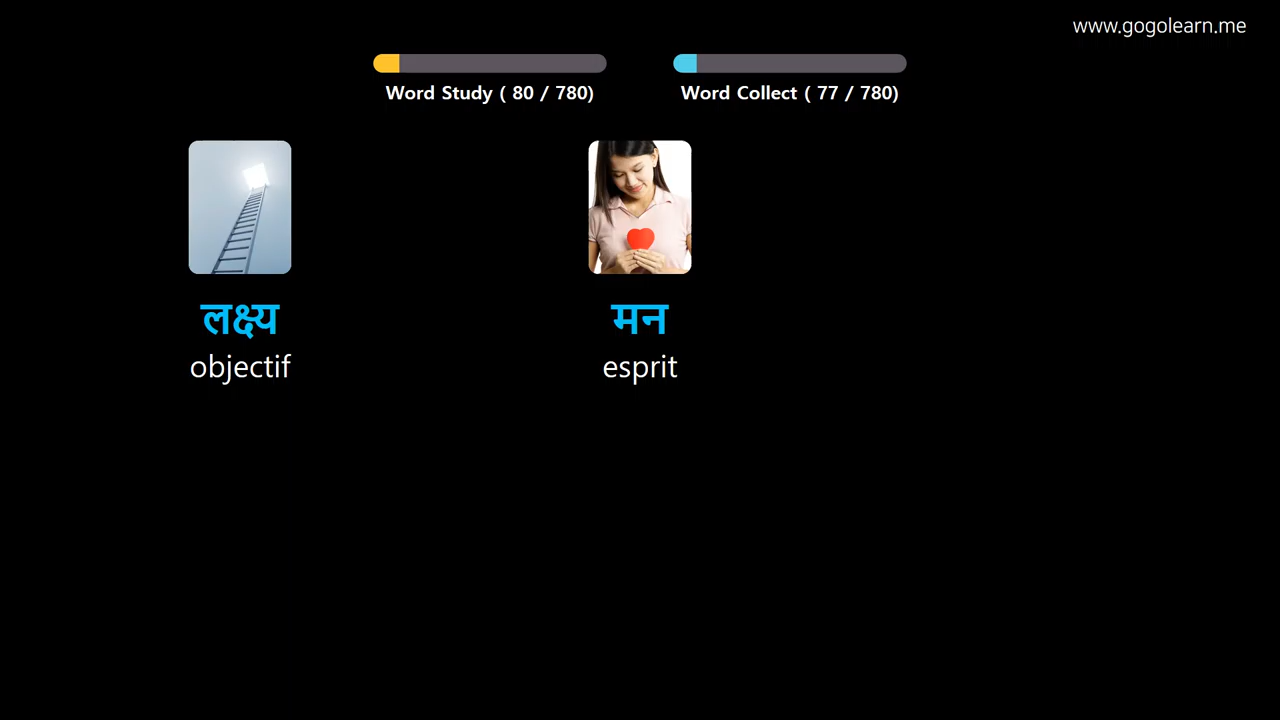 www.gogolearn.me
Word Study ( 80 / 780)
Word Collect ( 77 / 780)
लक्ष्य
objectif
मन
esprit